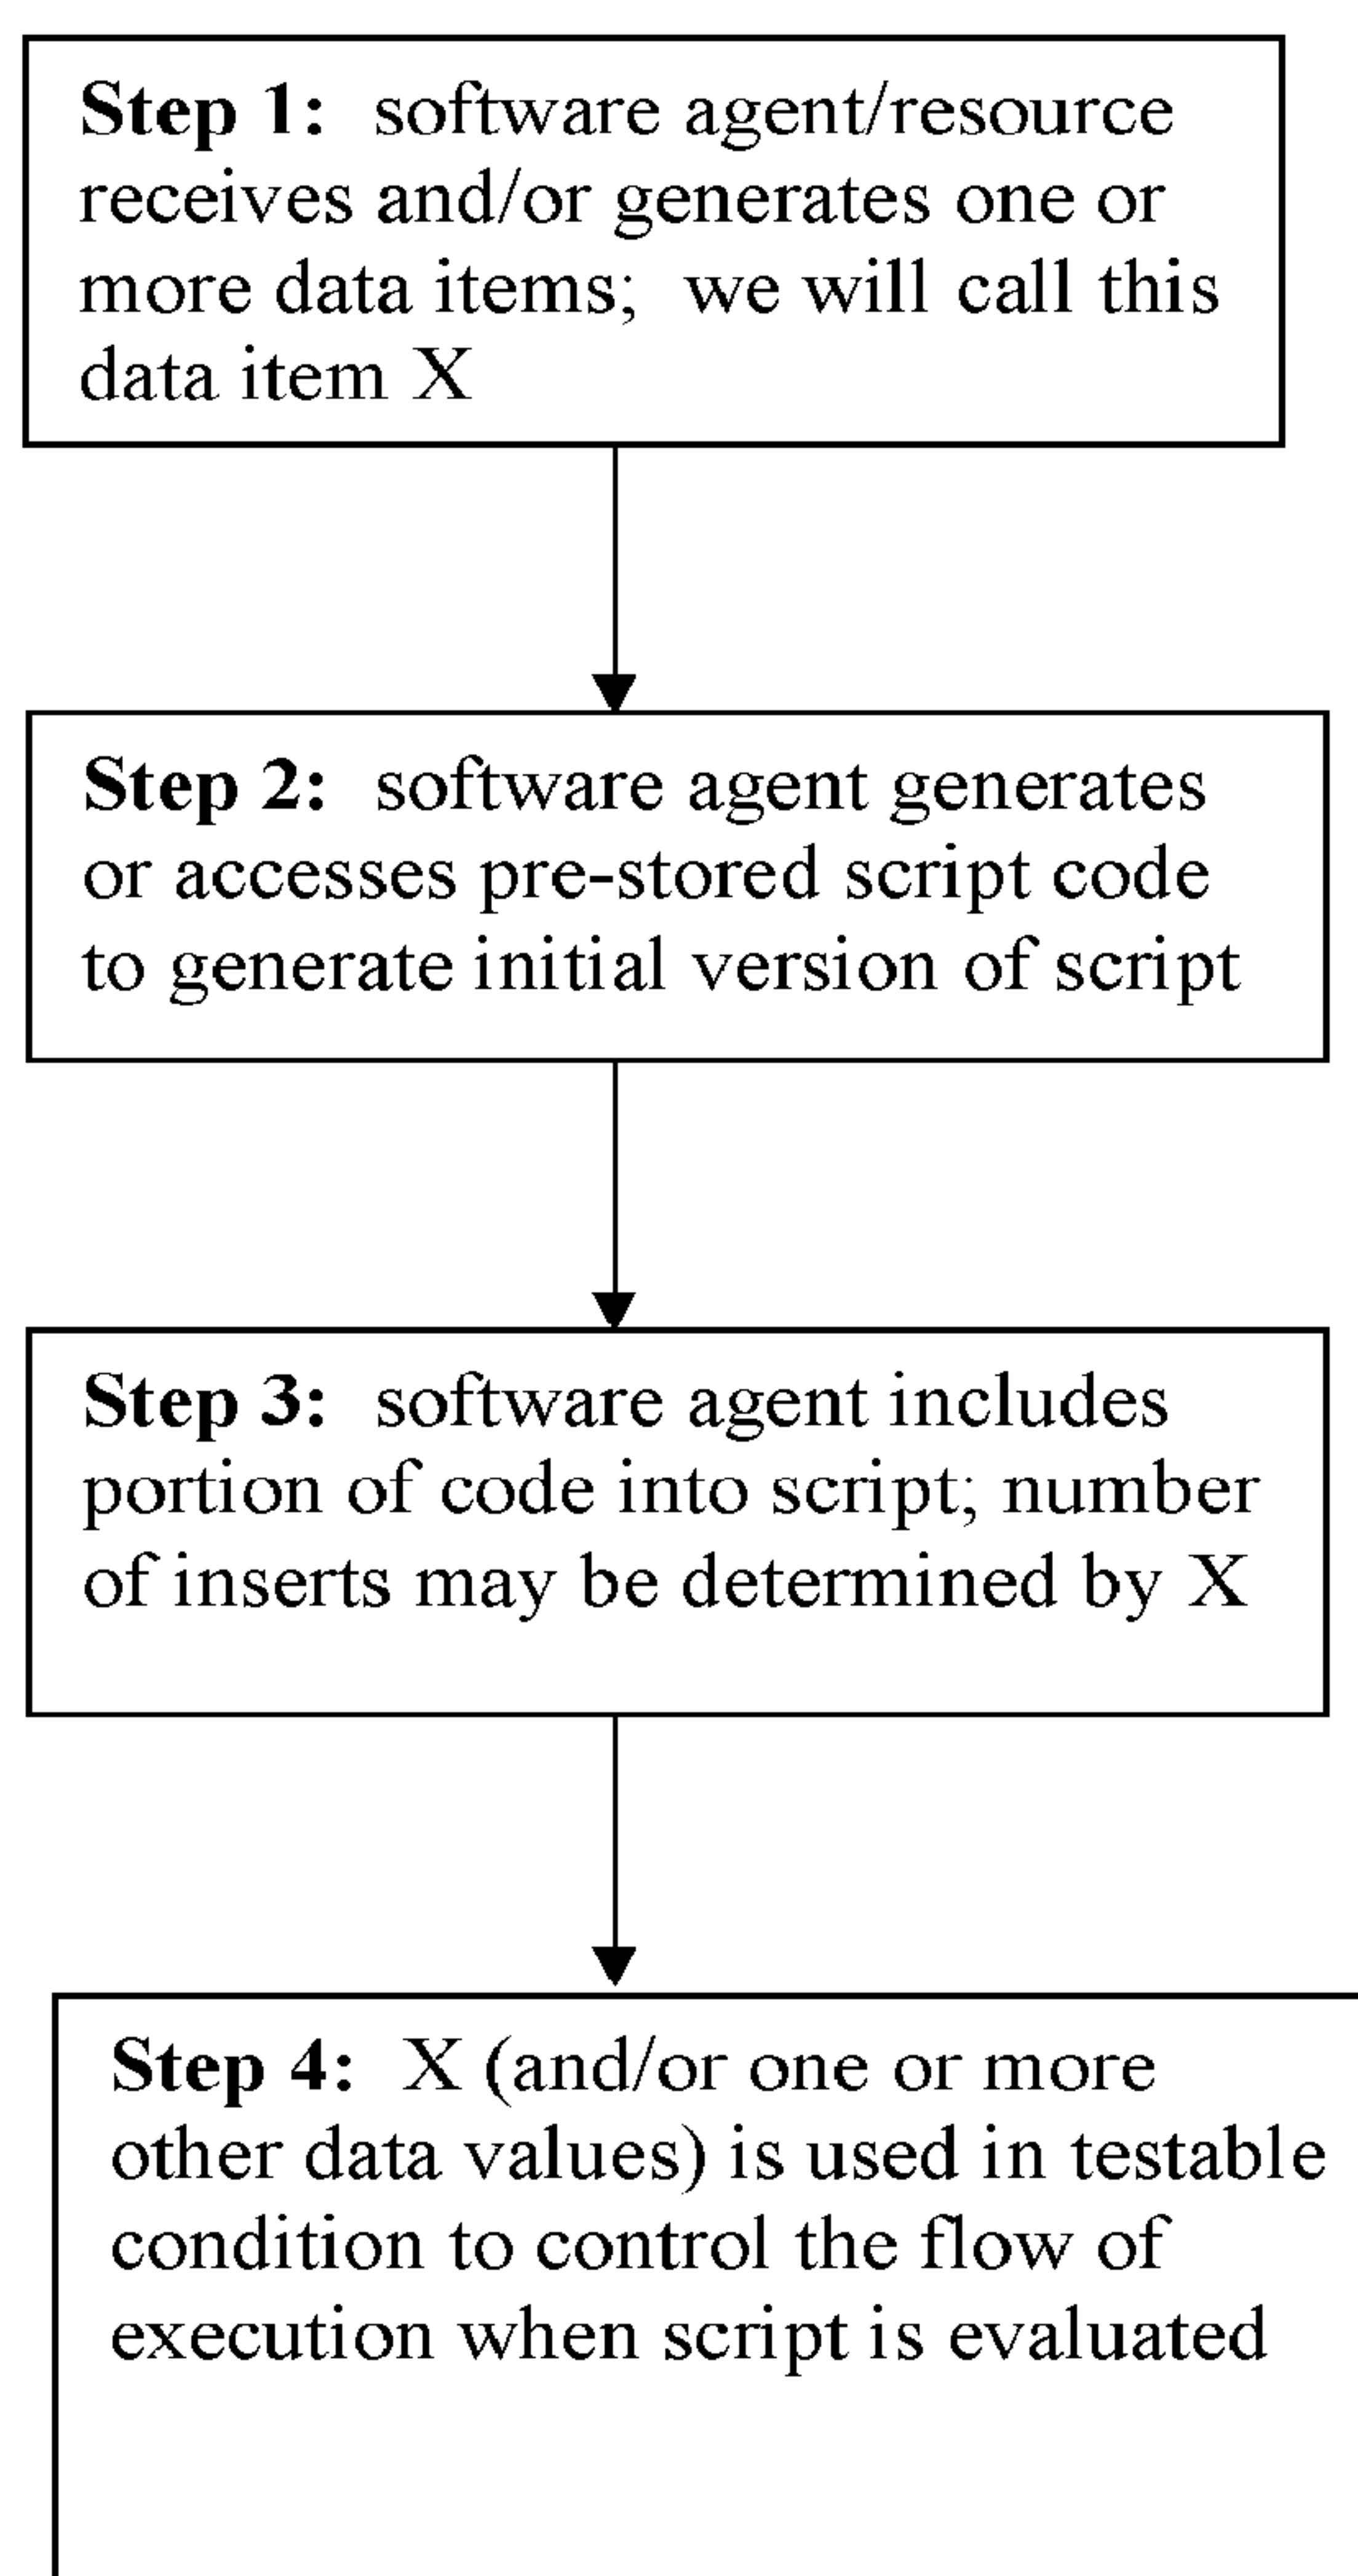 Step 1: software agent/resource
receives and/or generates one or
more data items; we will call this
data item X
Step 2: software agent generates
or accesses pre-stored script code
to generate initial version of script
Step 3: software agent includes
portion of code into script; number
of inserts may be determined by X
Step 4: X (and/or one or more
other data values) is used in testable
condition to control the flow of
execution when script is evaluated